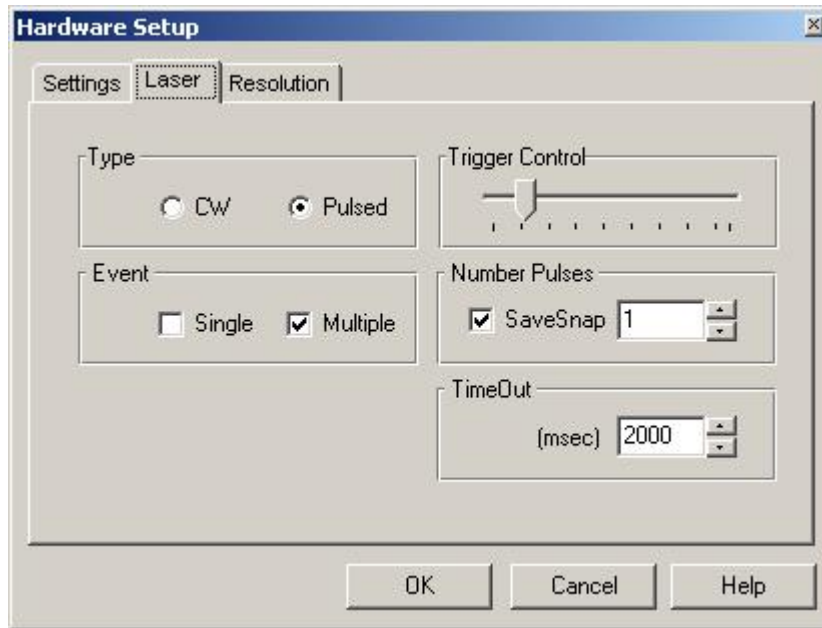 Hardware Setup
Settings Laser Resolution
Type
CW Pulsed
Trigger Control
Event
Single Multiple
Number Pulses
SaveSnap 1
TimeOut
(msec) 2000
OK Cancel Help